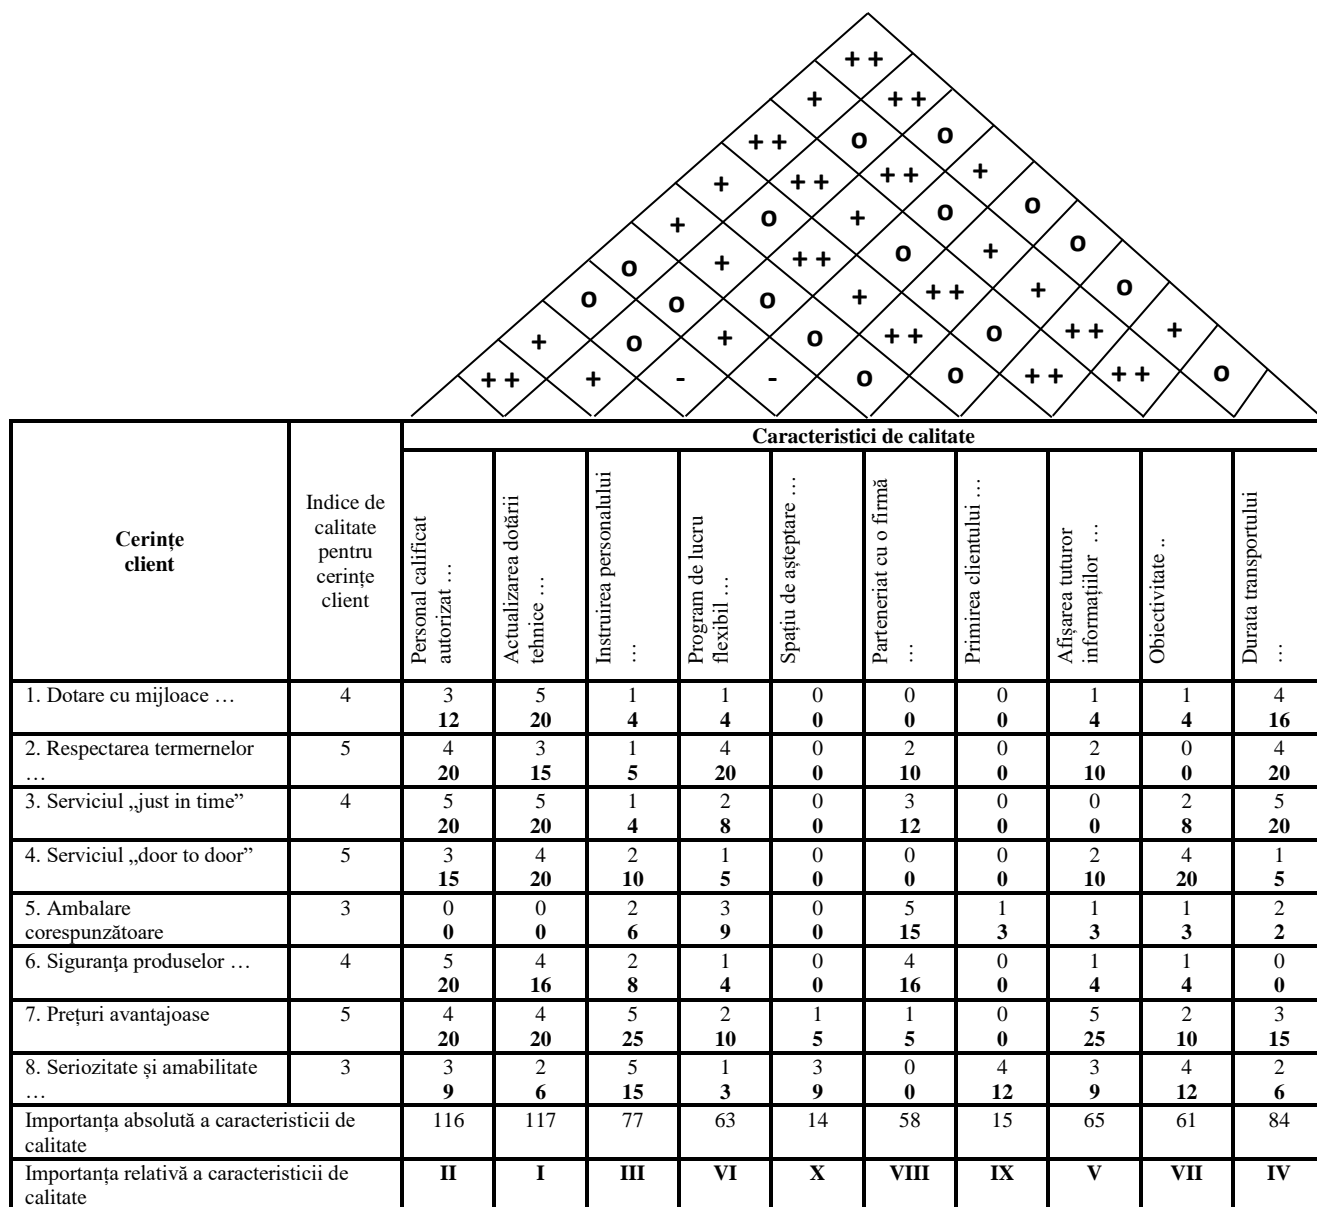 + +
+ + +
+ + o o
+ + + + + +
+ o + o o
+ + + o + o
o o o + + + o
o o + + + o + + +
+ o + o + + o + + + +
+ + + - - o o + + + + o
Caracteristici de calitate
Cerințe
client
Indice de
calitate
pentru
cerințe
client
Personal calificat
autorizat …
Actualizarea dotării
tehnice …
Instruirea personalului
…
Program de lucru
flexibil …
Spațiu de așteptare …
Parteneriat cu o firmă
…
Primirea clientului …
Afișarea tuturor
informațiilor …
Obiectivitate ..
Durata transportului
…
1. Dotare cu mijloace … 4 3 5 1 1 0 0 0 1 1 4
12 20 4 4 0 0 0 4 4 16
2. Respectarea termernelor 5 4 3 1 4 0 2 0 2 0 4
… 20 15 5 20 0 10 0 10 0 20
3. Serviciul „just in time” 4 5 5 1 2 0 3 0 0 2 5
20 20 4 8 0 12 0 0 8 20
4. Serviciul „door to door” 5 3 4 2 1 0 0 0 2 4 1
15 20 10 5 0 0 0 10 20 5
5. Ambalare 3 0 0 2 3 0 5 1 1 1 2
corespunzătoare 0 0 6 9 0 15 3 3 3 2
6. Siguranţa produselor … 4 5 4 2 1 0 4 0 1 1 0
20 16 8 4 0 16 0 4 4 0
7. Prețuri avantajoase 5 4 4 5 2 1 1 0 5 2 3
20 20 25 10 5 5 0 25 10 15
8. Seriozitate și amabilitate 3 3 2 5 1 3 0 4 3 4 2
… 9 6 15 3 9 0 12 9 12 6
Importanța absolută a caracteristicii de 116 117 77 63 14 58 15 65 61 84
calitate
Importanța relativă a caracteristicii de II I III VI X VIII IX V VII IV
calitate